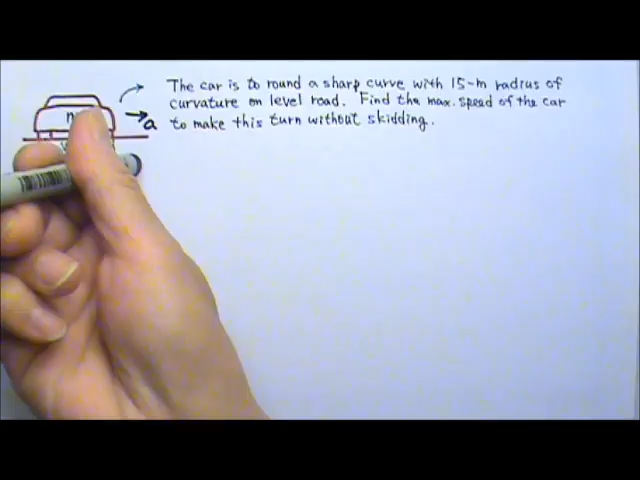 The car is to round a sharp curve with 15-m radius of
curvature on level road. Find the max. speed of the car
to make this turn without skidding.
a